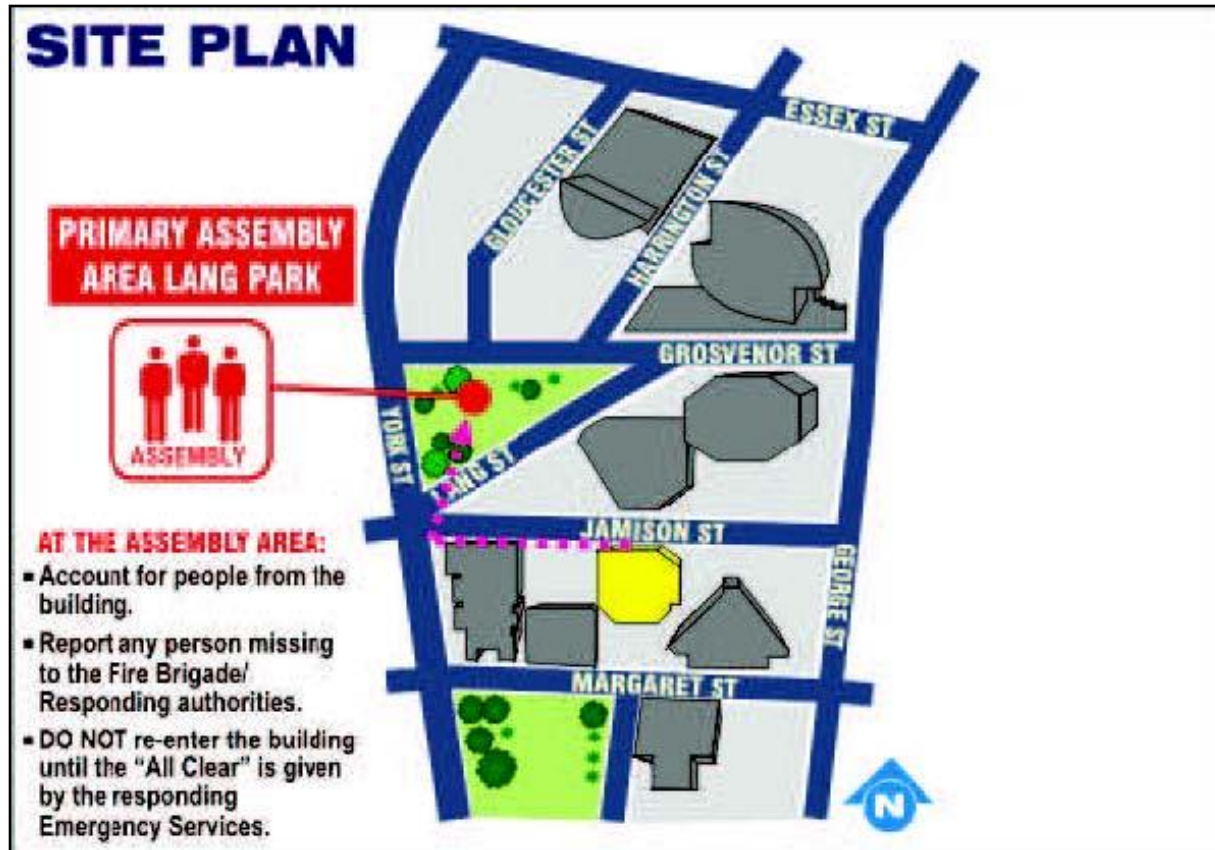 SITE PLAN
PRIMARY ASSEMBLY
AREA LANG PARK
ASSEMBLY
AT THE ASSEMBLY AREA:
▪ Account for people from the
building.
▪ Report any person missing
to the Fire Brigade/
Responding authorities.
▪ DO NOT re-enter the building
until the “All Clear” is given
by the responding
Emergency Services.
ESSEX ST
GLOUCESTER ST
HARRINGTON ST
GROSVENOR ST
YORK ST
LANG ST
JAMISON ST
GEORGE ST
MARGARET ST
N